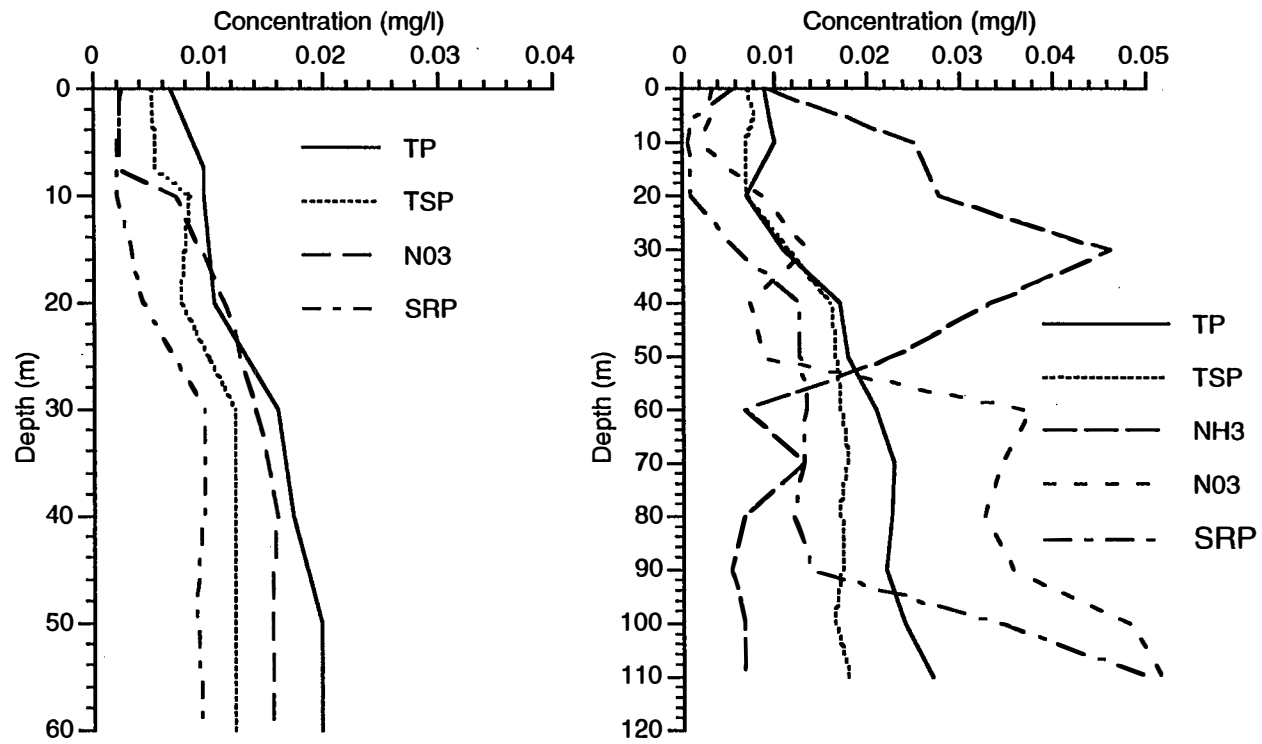 Concentration (mg/l)
0 0.01 0.02 0.03 0.04
0
10
20
30
40
50
60
Depth (m)
TP
TSP
N03
SRP
Concentration (mg/l)
0 0.01 0.02 0.03 0.04 0.05
0
10
20
30
40
50
60
70
80
90
100
110
120
Depth (m)
TP
TSP
NH3
N03
SRP